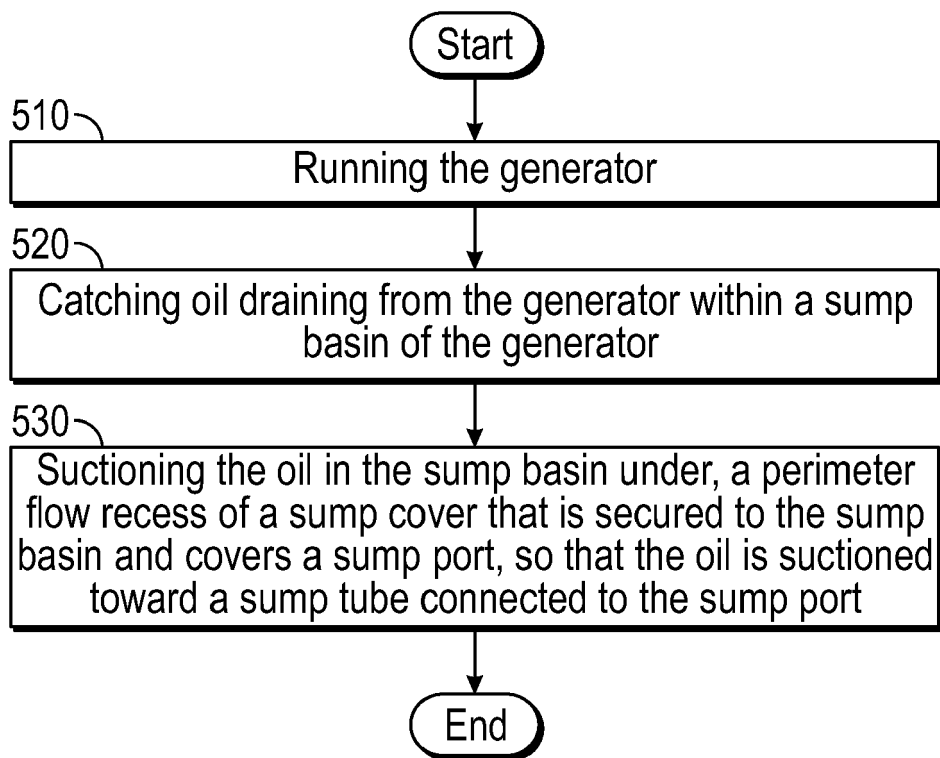 Start
510
Running the generator
520
Catching oil draining from the generator within a sump
basin of the generator
530
Suctioning the oil in the sump basin under, a perimeter
flow recess of a sump cover that is secured to the sump
basin and covers a sump port, so that the oil is suctioned
toward a sump tube connected to the sump port
End